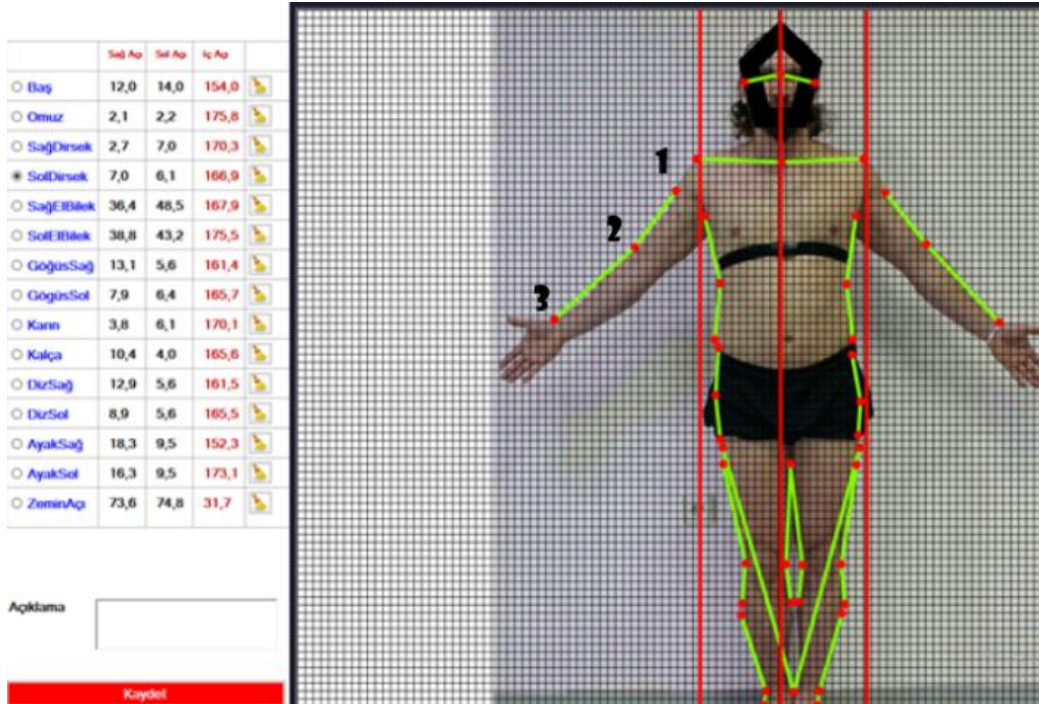 Sağ Açı Sol Açı İç Açı
Baş 12,0 14,0 154,0
Omuz 2,1 2,2 175,8
SağDirsek 2,7 7,0 170,3
SolDirsek 7,0 6,1 166,9
SağElBilek 36,4 48,5 167,9
SolElBilek 38,8 43,2 175,5
GöğüsSağ 13,1 5,6 161,4
GögüsSol 7,9 6,4 165,7
Karın 3,8 6,1 170,1
Kalça 10,4 4,0 165,6
DizSağ 12,9 5,6 161,5
DizSol 8,9 5,6 165,5
AyakSağ 18,3 9,5 152,3
AyakSol 16,3 9,5 173,1
ZeminAçı 73,6 74,8 31,7
Açıklama
Kaydet
1
2
3